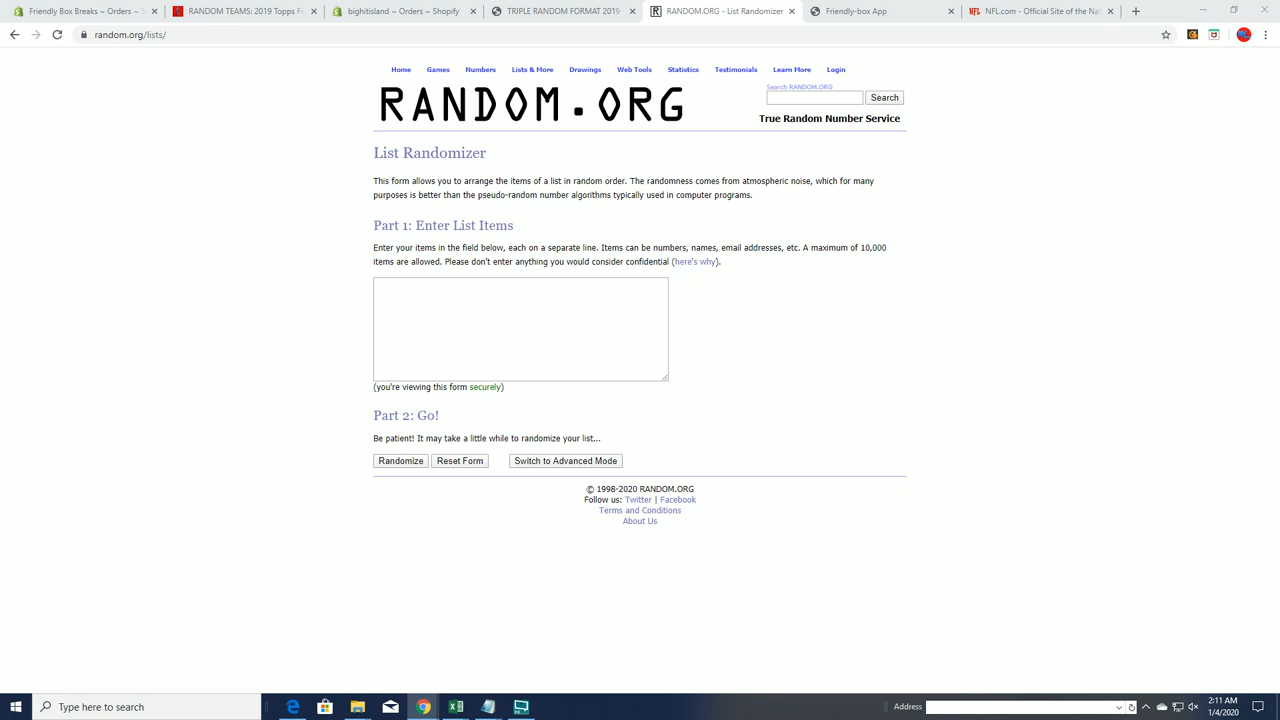 Friendly Box Breaks ~ Orders ~ S
RANDOM TEAMS: 2019 Topps Fi
bighitisland ~ Orders ~ Shopify
TRIPLE RANDOM FORMAT 2019
RANDOM.ORG - List Randomizer
Friendly-box App
NFL.com - Official Site of the Nat
random.org/lists/
Home Games Numbers Lists & More Drawings Web Tools Statistics Testimonials Learn More Login
RANDOM.ORG
Search RANDOM.ORG
Search
True Random Number Service
List Randomizer
This form allows you to arrange the items of a list in random order. The randomness comes from atmospheric noise, which for many
purposes is better than the pseudo-random number algorithms typically used in computer programs.
Part 1: Enter List Items
Enter your items in the field below, each on a separate line. Items can be numbers, names, email addresses, etc. A maximum of 10,000
items are allowed. Please don't enter anything you would consider confidential (here's why).
(you're viewing this form securely)
Part 2: Go!
Be patient! It may take a little while to randomize your list...
Randomize Reset Form Switch to Advanced Mode
© 1998-2020 RANDOM.ORG
Follow us: Twitter | Facebook
Terms and Conditions
About Us
Type here to search
Address
2:11 AM
1/4/2020